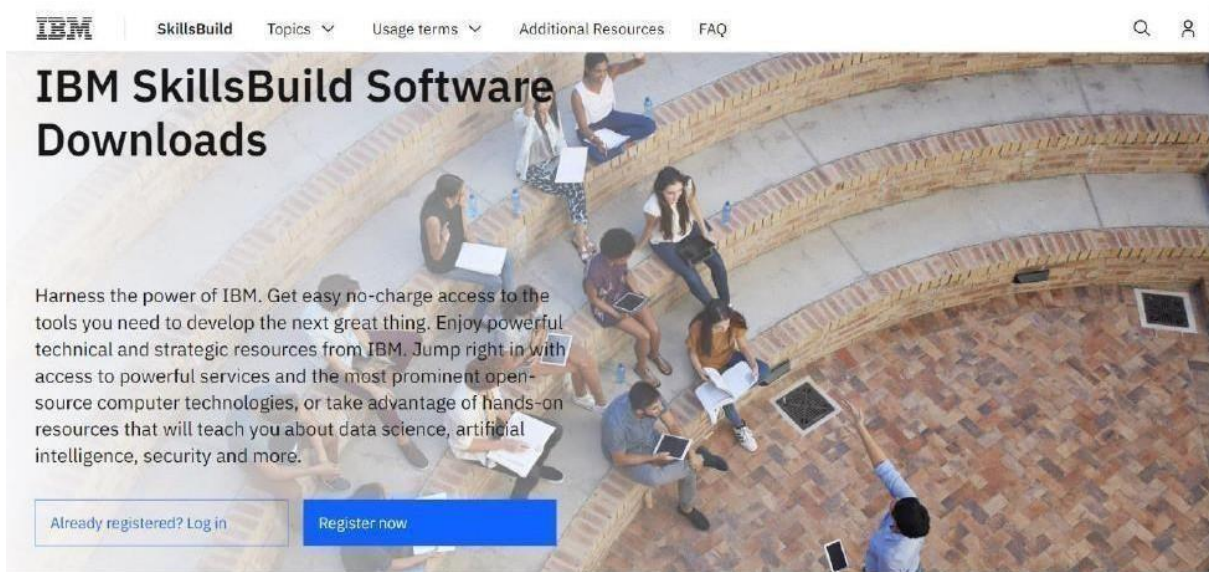 IBM
SkillsBuild Topics Usage terms Additional Resources FAQ
IBM SkillsBuild Software
Downloads
Harness the power of IBM. Get easy no-charge access to the
tools you need to develop the next great thing. Enjoy powerful
technical and strategic resources from IBM. Jump right in with
access to powerful services and the most prominent open-
source computer technologies, or take advantage of hands-on
resources that will teach you about data science, artificial
intelligence, security and more.
Already registered? Log in
Register now